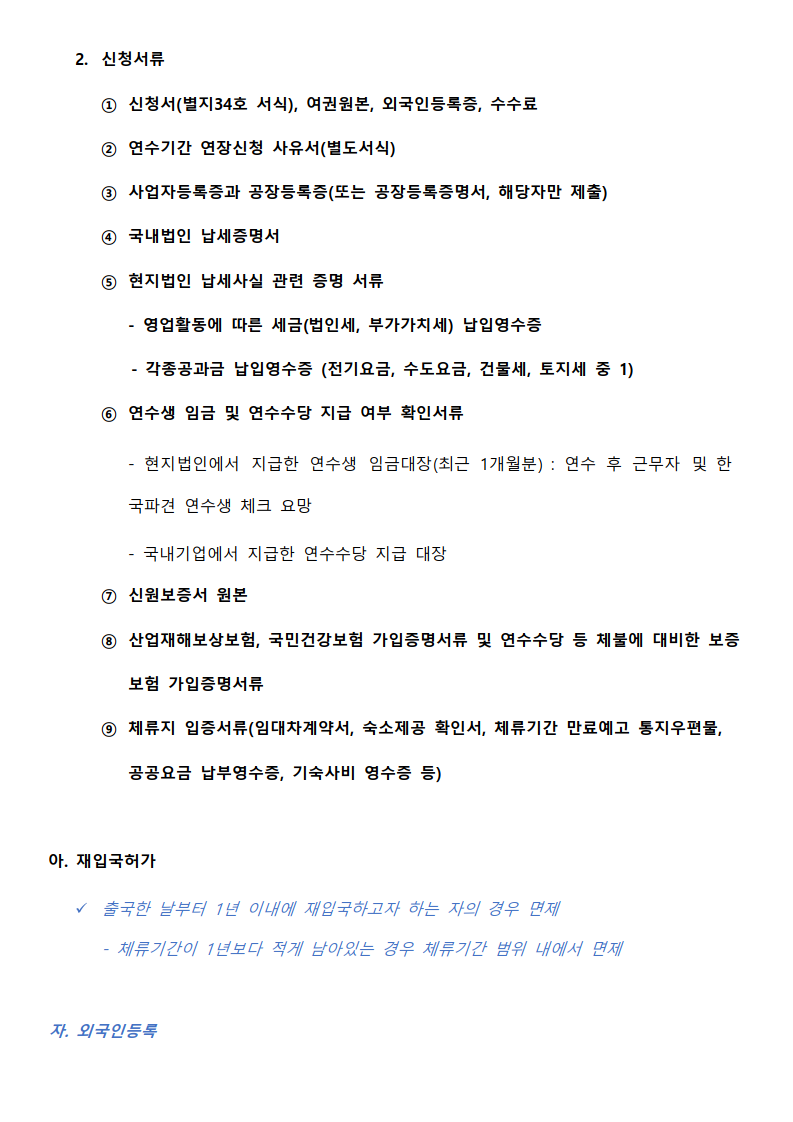 2. 신청서류
① 신청서(별지34호 서식), 여권원본, 외국인등록증, 수수료
② 연수기간 연장신청 사유서(별도서식)
③ 사업자등록증과 공장등록증(또는 공장등록증명서, 해당자만 제출)
④ 국내법인 납세증명서
⑤ 현지법인 납세사실 관련 증명 서류
- 영업활동에 따른 세금(법인세, 부가가치세) 납입영수증
- 각종공과금 납입영수증 (전기요금, 수도요금, 건물세, 토지세 중 1)
⑥ 연수생 임금 및 연수수당 지급 여부 확인서류
- 현지법인에서 지급한 연수생 임금대장(최근 1개월분) : 연수 후 근무자 및 한
국파견 연수생 체크 요망
- 국내기업에서 지급한 연수수당 지급 대장
⑦ 신원보증서 원본
⑧ 산업재해보상보험, 국민건강보험 가입증명서류 및 연수수당 등 체불에 대비한 보증
보험 가입증명서류
⑨ 체류지 입증서류(임대차계약서, 숙소제공 확인서, 체류기간 만료예고 통지우편물,
공공요금 납부영수증, 기숙사비 영수증 등)
아. 재입국허가
✓ 출국한 날부터 1년 이내에 재입국하고자 하는 자의 경우 면제
- 체류기간이 1년보다 적게 남아있는 경우 체류기간 범위 내에서 면제
자. 외국인등록